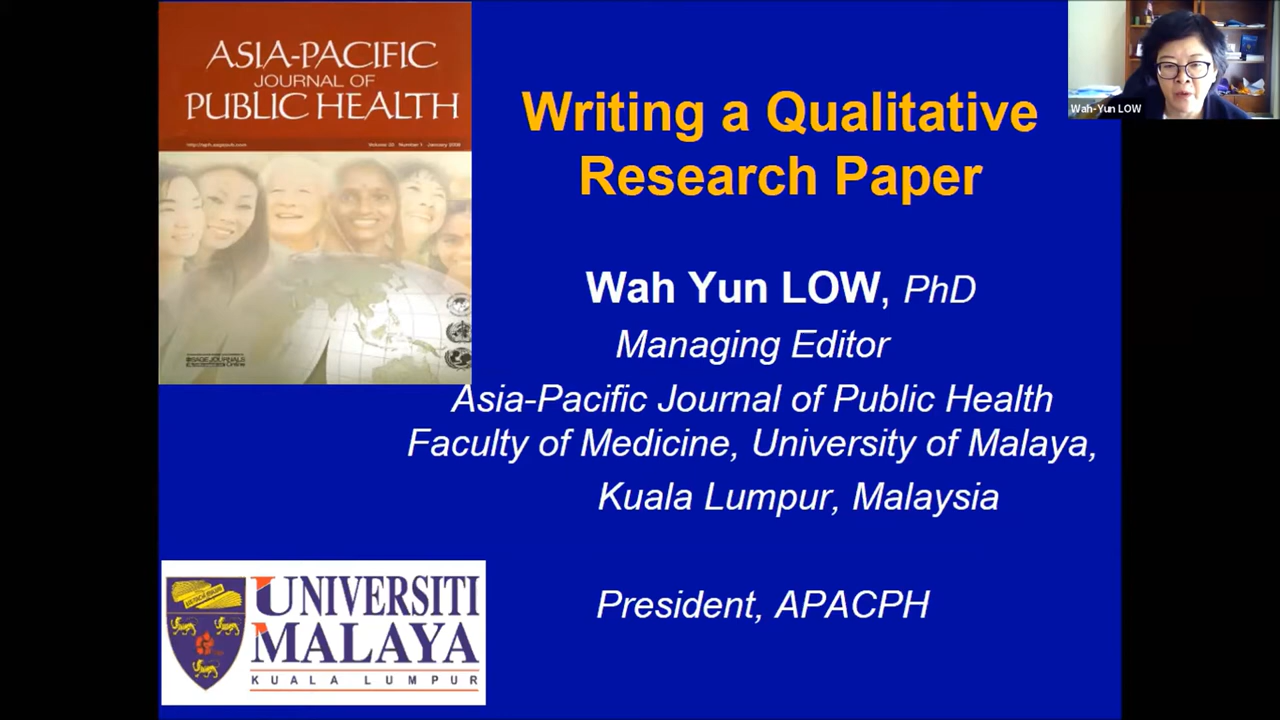 ASIA-PACIFIC
JOURNAL OF
PUBLIC HEALTH
Writing a Qualitative
Research Paper
Wah-Yun LOW
Wah Yun LOW, PhD
Managing Editor
Asia-Pacific Journal of Public Health
Faculty of Medicine, University of Malaya,
Kuala Lumpur, Malaysia
President, APACPH
UNIVERSITI
MALAYA
KUALA LUMPUR